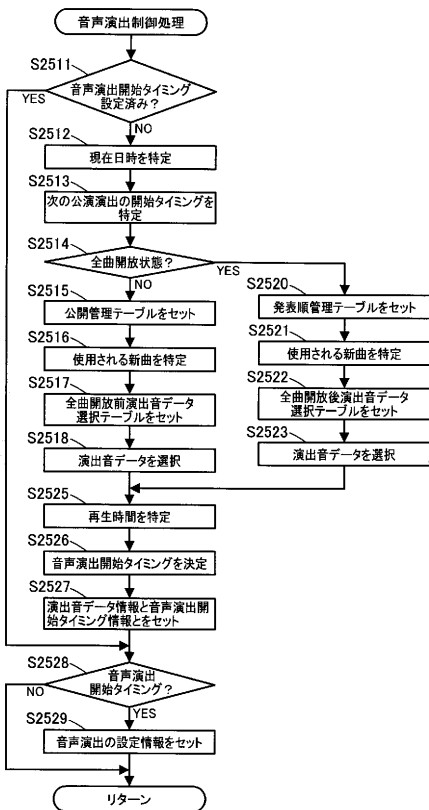 音声演出制御処理
S2511
音声演出開始タイミング
設定済み？
YES
NO
S2512
現在日時を特定
S2513
次の公演演出の開始タイミングを
特定
S2514
全曲開放状態？
YES
NO
S2515
公開管理テーブルをセット
S2516
使用される新曲を特定
S2517
全曲開放前演出音データ
選択テーブルをセット
S2518
演出音データを選択
S2520
発表順管理テーブルをセット
S2521
使用される新曲を特定
S2522
全曲開放後演出音データ
選択テーブルをセット
S2523
演出音データを選択
S2525
再生時間を特定
S2526
音声演出開始タイミングを決定
S2527
演出音データ情報と音声演出開
始タイミング情報とをセット
S2528
音声演出
開始タイミング？
NO
YES
S2529
音声演出の設定情報をセット
リターン